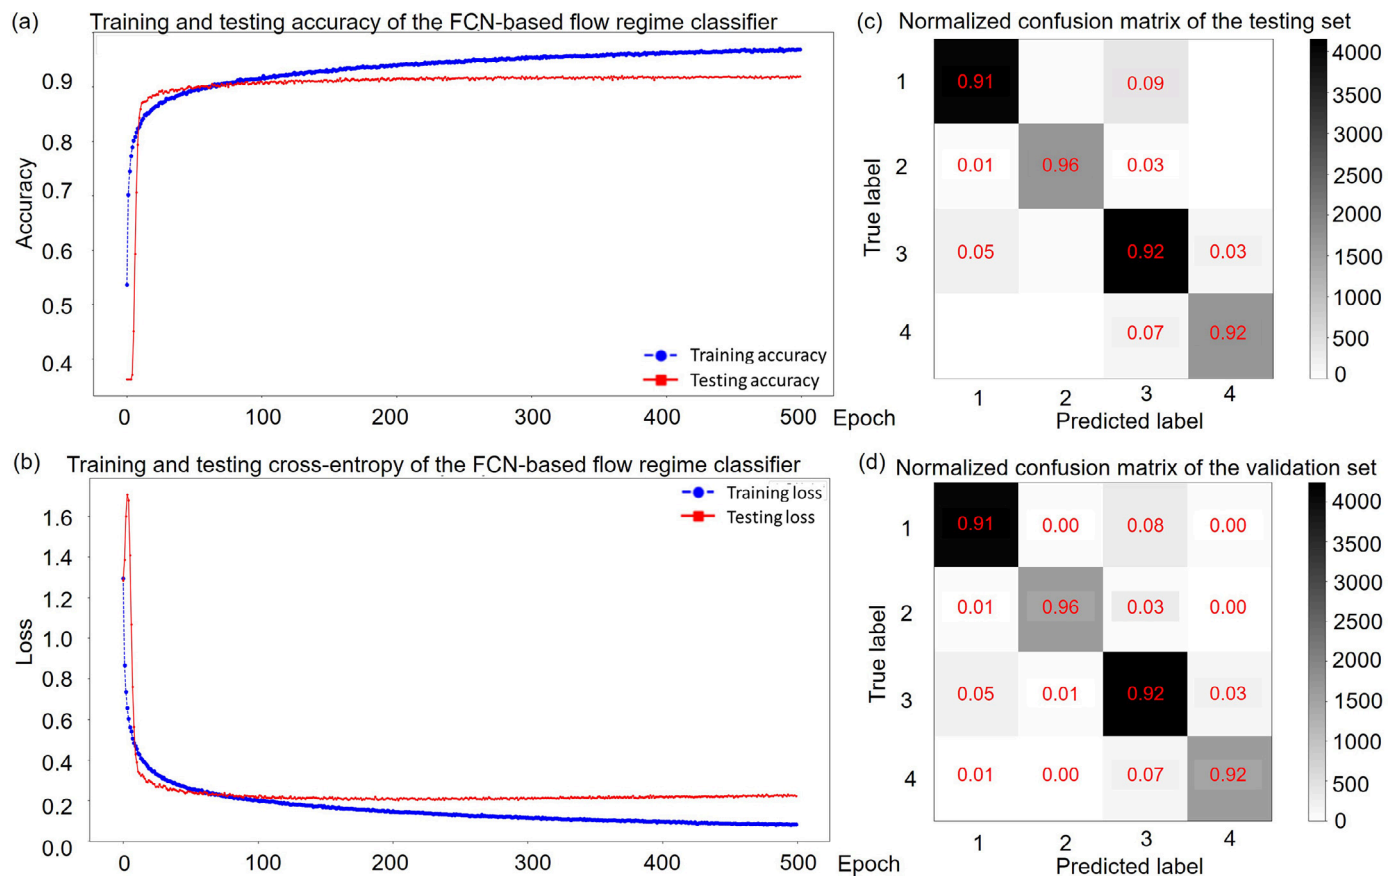 (a) Training and testing accuracy of the FCN-based flow regime classifier
0.9
0.8
0.7
0.6
0.5
0.4
Accuracy
Training accuracy
Testing accuracy
0 100 200 300 400 500 Epoch
(b) Training and testing cross-entropy of the FCN-based flow regime classifier
Training loss
Testing loss
1.6
1.4
1.2
1.0
0.8
0.6
0.4
0.2
0.0
Loss
0 100 200 300 400 500 Epoch
(c) Normalized confusion matrix of the testing set
True label
1 0.91 0.09
2 0.01 0.96 0.03
3 0.05 0.92 0.03
4 0.07 0.92
1 2 3 4
Predicted label
4000
3500
3000
2500
2000
1500
1000
500
0
(d) Normalized confusion matrix of the validation set
True label
1 0.91 0.00 0.08 0.00
2 0.01 0.96 0.03 0.00
3 0.05 0.01 0.92 0.03
4 0.01 0.00 0.07 0.92
1 2 3 4
Predicted label
4000
3500
3000
2500
2000
1500
1000
500
0